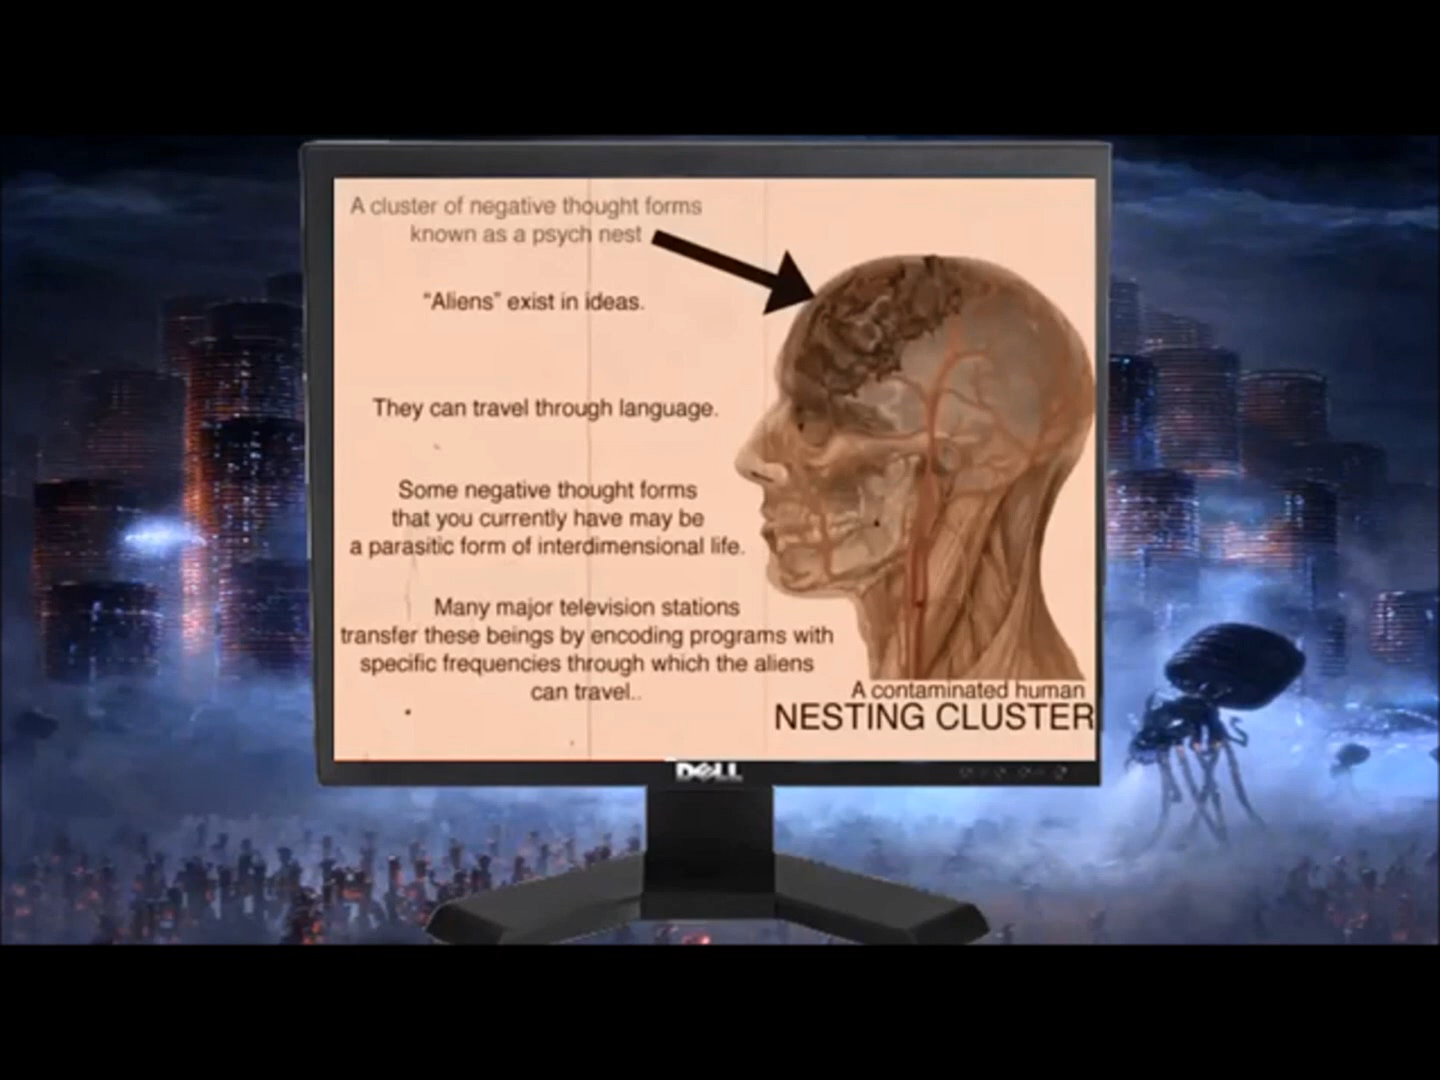 A cluster of negative thought forms
known as a psych nest
"Aliens" exist in ideas.
They can travel through language.
Some negative thought forms
that you currently have may be
a parasitic form of interdimensional life.
Many major television stations
transfer these beings by encoding programs with
specific frequencies through which the aliens
can travel..
A contaminated human
NESTING CLUSTER
DELL